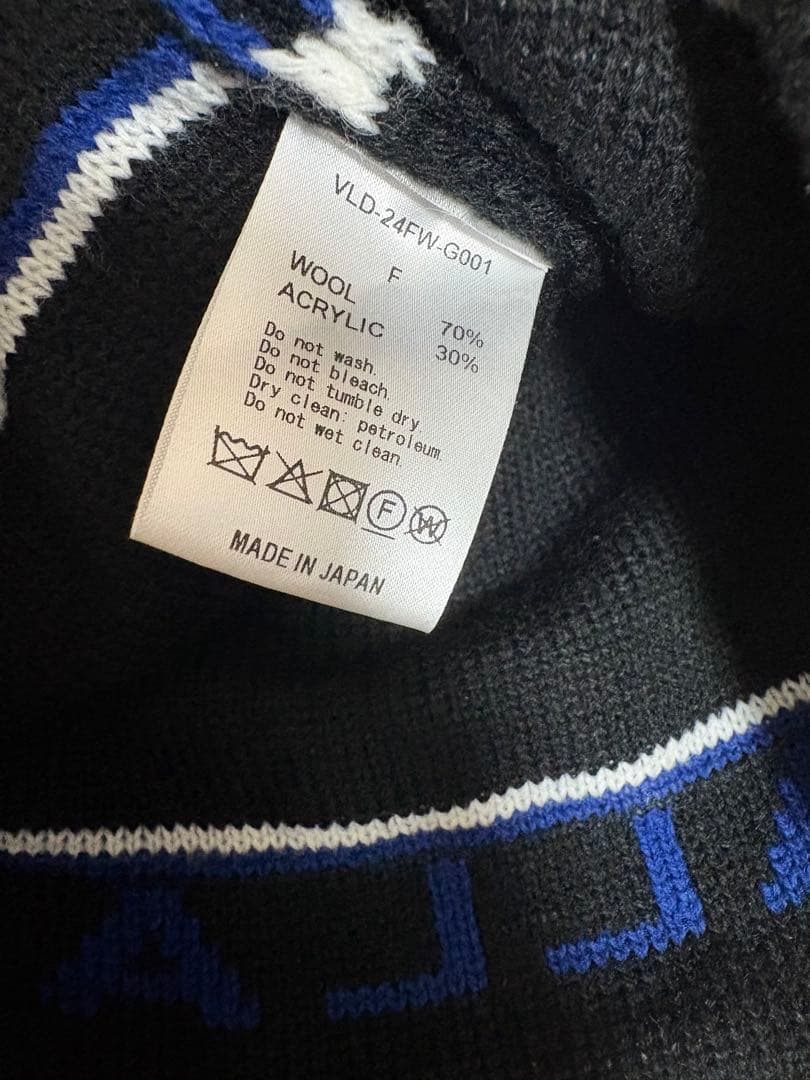 VLD-24FW-G001
F
WOOL 70%
ACRYLIC 30%
Do not wash.
Do not bleach.
Do not tumble dry.
Dry clean: petroleum.
Do not wet clean.
F W
MADE IN JAPAN